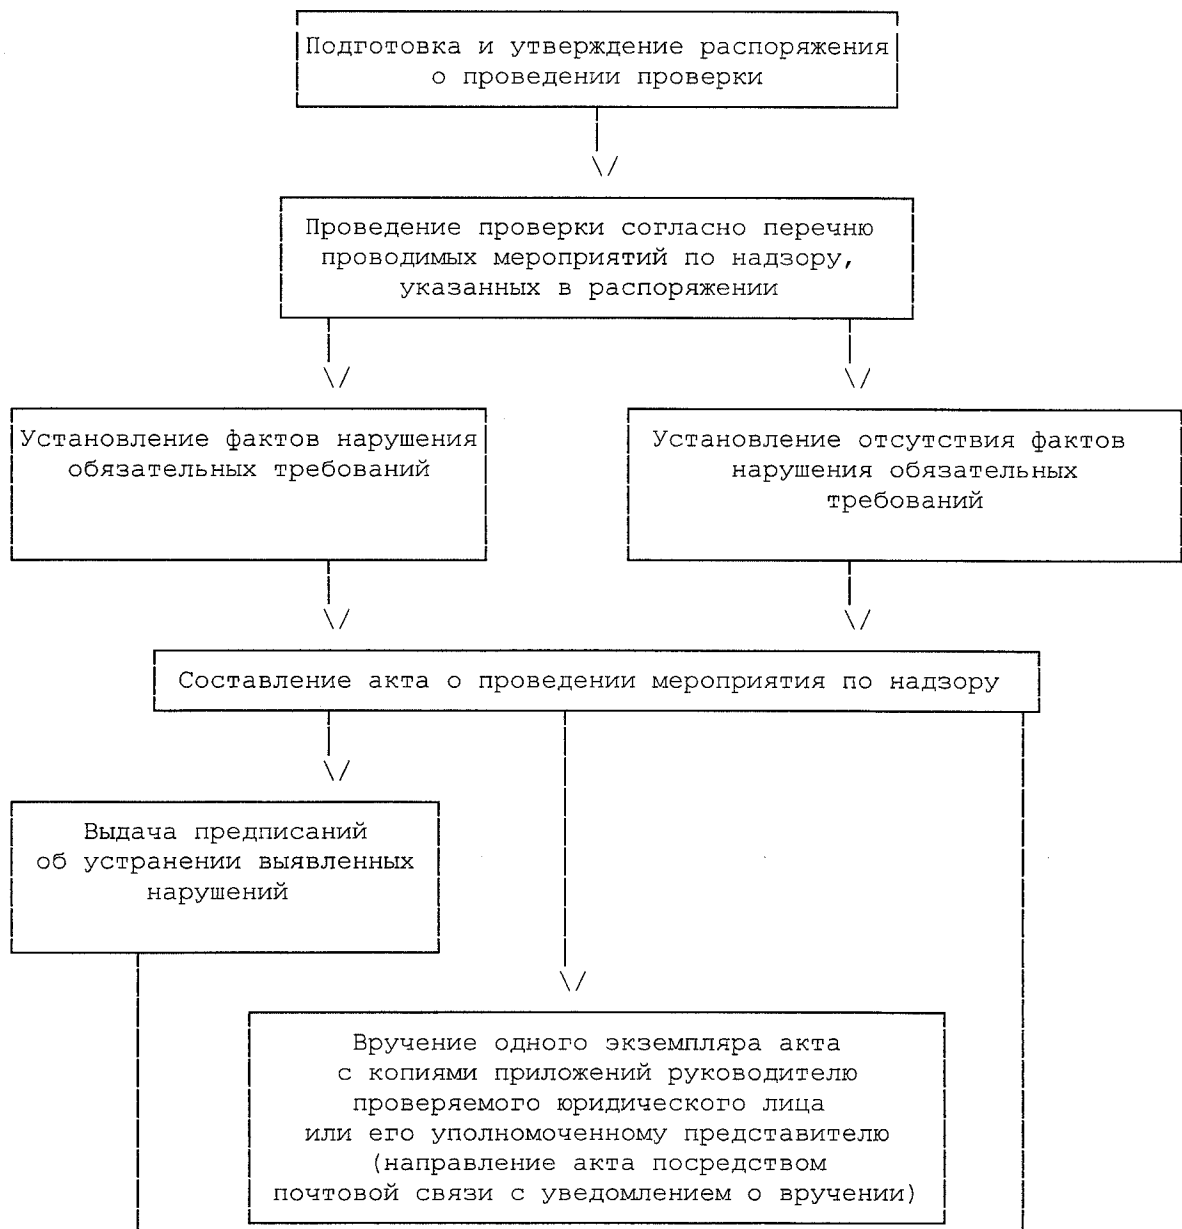 Подготовка и утверждение распоряжения
о проведении проверки
Проведение проверки согласно перечню
проводимых мероприятий по надзору,
указанных в распоряжении
Установление фактов нарушения
обязательных требований
Установление отсутствия фактов
нарушения обязательных
требований
Составление акта о проведении мероприятия по надзору
Выдача предписаний
об устранении выявленных
нарушений
Вручение одного экземпляра акта
с копиями приложений руководителю
проверяемого юридического лица
или его уполномоченному представителю
(направление акта посредством
почтовой связи с уведомлением о вручении)